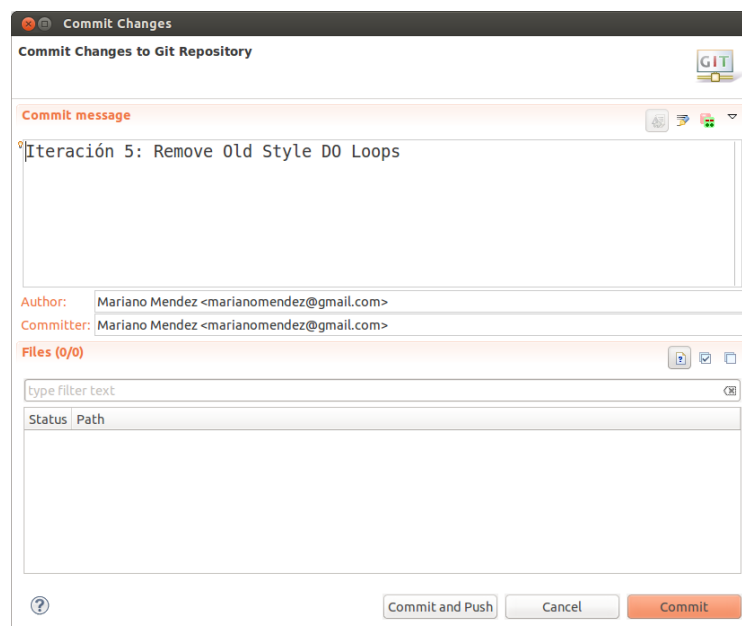 Commit Changes
Commit Changes to Git Repository
GIT
Commit message
Iteración 5: Remove Old Style DO Loops
Author: Mariano Mendez <marianomendez@gmail.com>
Committer: Mariano Mendez <marianomendez@gmail.com>
Files (0/0)
type filter text
Status Path
Commit and Push Cancel Commit